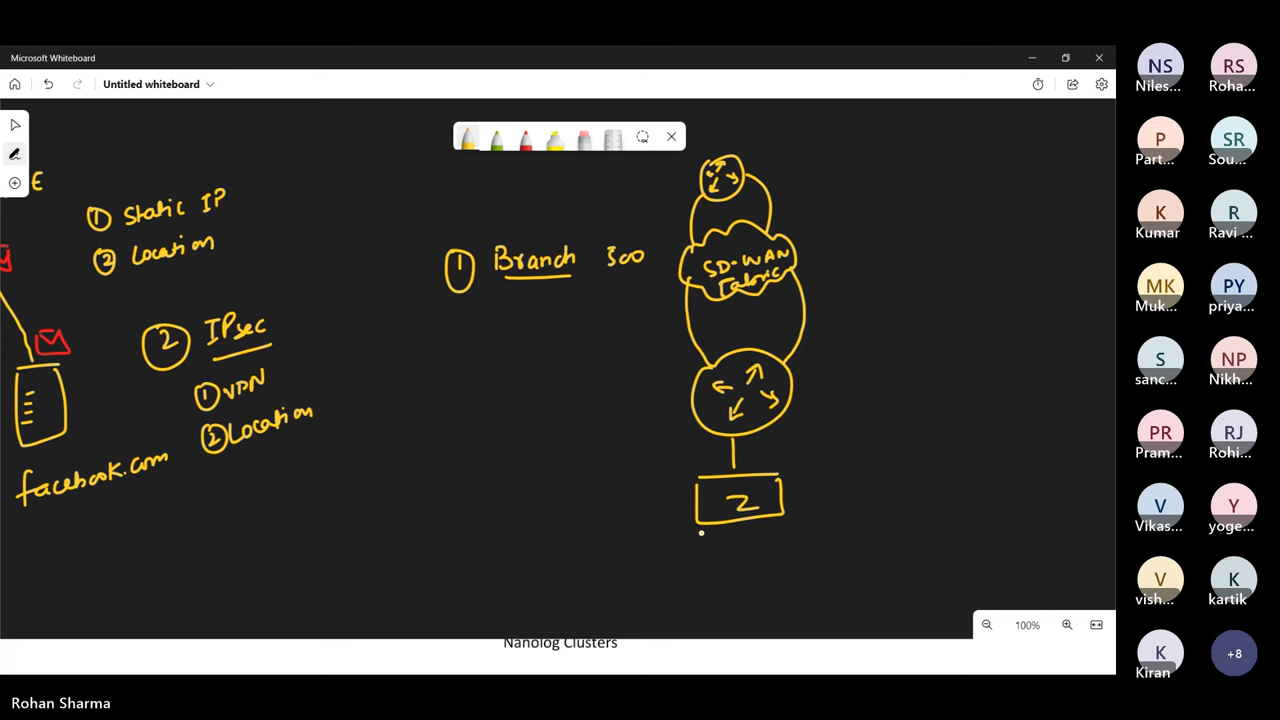 Microsoft Whiteboard
Untitled whiteboard
E
① Static IP
② Location
② IPsec
① VPN
② Location
facebook.com
① Branch 500
SD-WAN
Fabric
2
Nanolog Clusters
100%
NS
Niles...
RS
Roha...
P
Part...
SR
Sou...
K
Kumar
R
Ravi ...
MK
Muk...
PY
priya...
S
sanc...
NP
Nikh...
PR
Pram...
RJ
Rohi...
V
Vikas...
Y
yoge...
V
vish...
K
kartik
K
Kiran
+8
Rohan Sharma